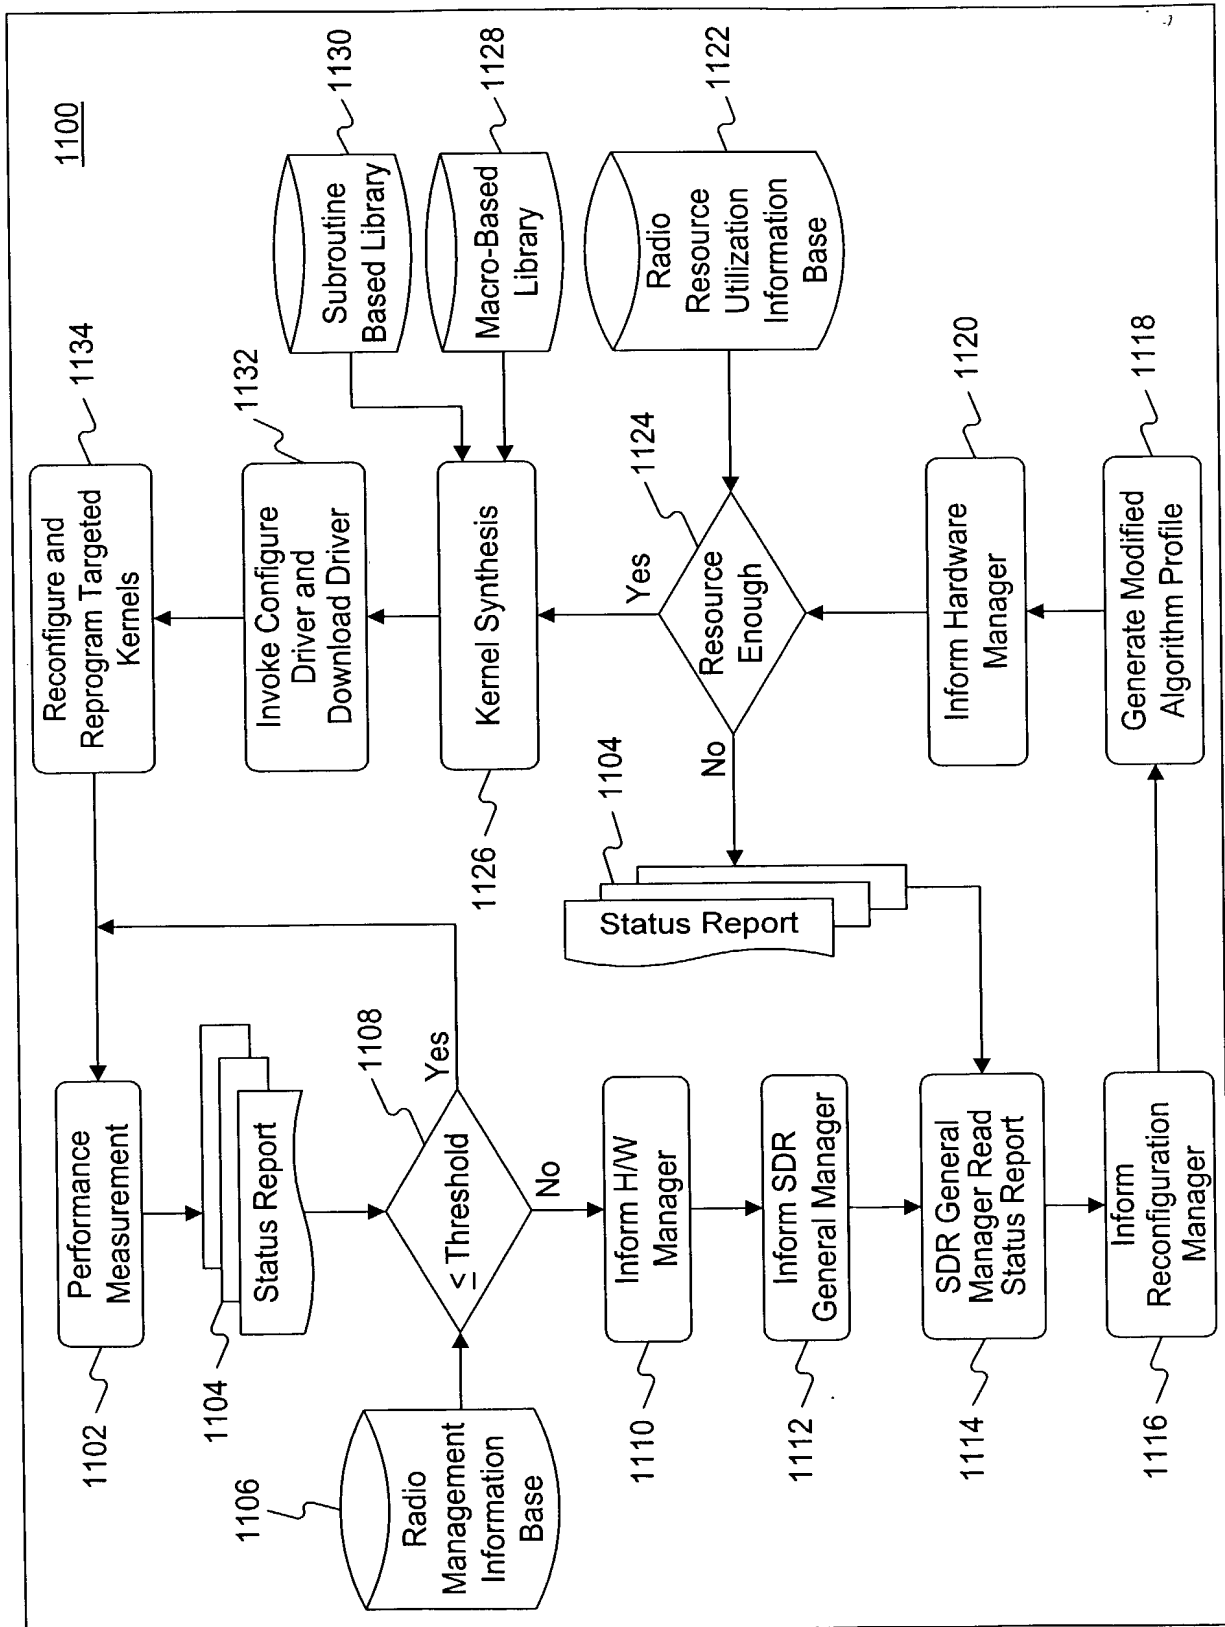 1100
Performance
Measurement
1102
Status Report
1104
Radio
Management
Information
Base
1106
≤ Threshold
1108
Yes
No
Inform H/W
Manager
1110
Inform SDR
General Manager
1112
SDR General
Manager Read
Status Report
1114
Inform
Reconfiguration
Manager
1116
Generate Modified
Algorithm Profile
1118
Inform Hardware
Manager
1120
Radio
Resource
Utilization
Information
Base
1122
Resource
Enough
1124
Yes
No
Status Report
1104
Kernel Synthesis
1126
Macro-Based
Library
1128
Subroutine
Based Library
1130
Invoke Configure
Driver and
Download Driver
1132
Reconfigure and
Reprogram Targeted
Kernels
1134